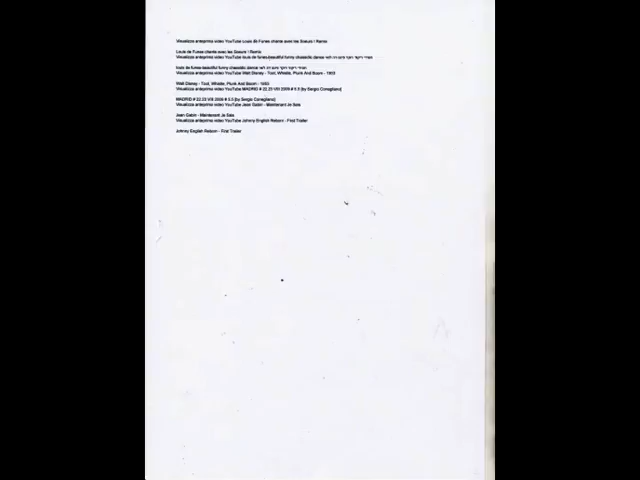 Visualizza anteprima video YouTube Louis de Funes chante avec les Soeurs ! Remix
Louis de Funes chante avec les Soeurs ! Remix
Visualizza anteprima video YouTube louis de funes-beautiful funny chassidic dance
louis de funes-beautiful funny chassidic dance
Visualizza anteprima video YouTube Walt Disney - Toot, Whistle, Plunk And Boom - 1953
Walt Disney - Toot, Whistle, Plunk And Boom - 1953
Visualizza anteprima video YouTube MADRID # 22.23 VIII 2009 # 5.5 [by Sergio Conegliano]
MADRID # 22.23 VIII 2009 # 5.5 [by Sergio Conegliano]
Visualizza anteprima video YouTube Jean Gabin - Maintenant Je Sais
Jean Gabin - Maintenant Je Sais
Visualizza anteprima video YouTube Johnny English Reborn - First Trailer
Johnny English Reborn - First Trailer